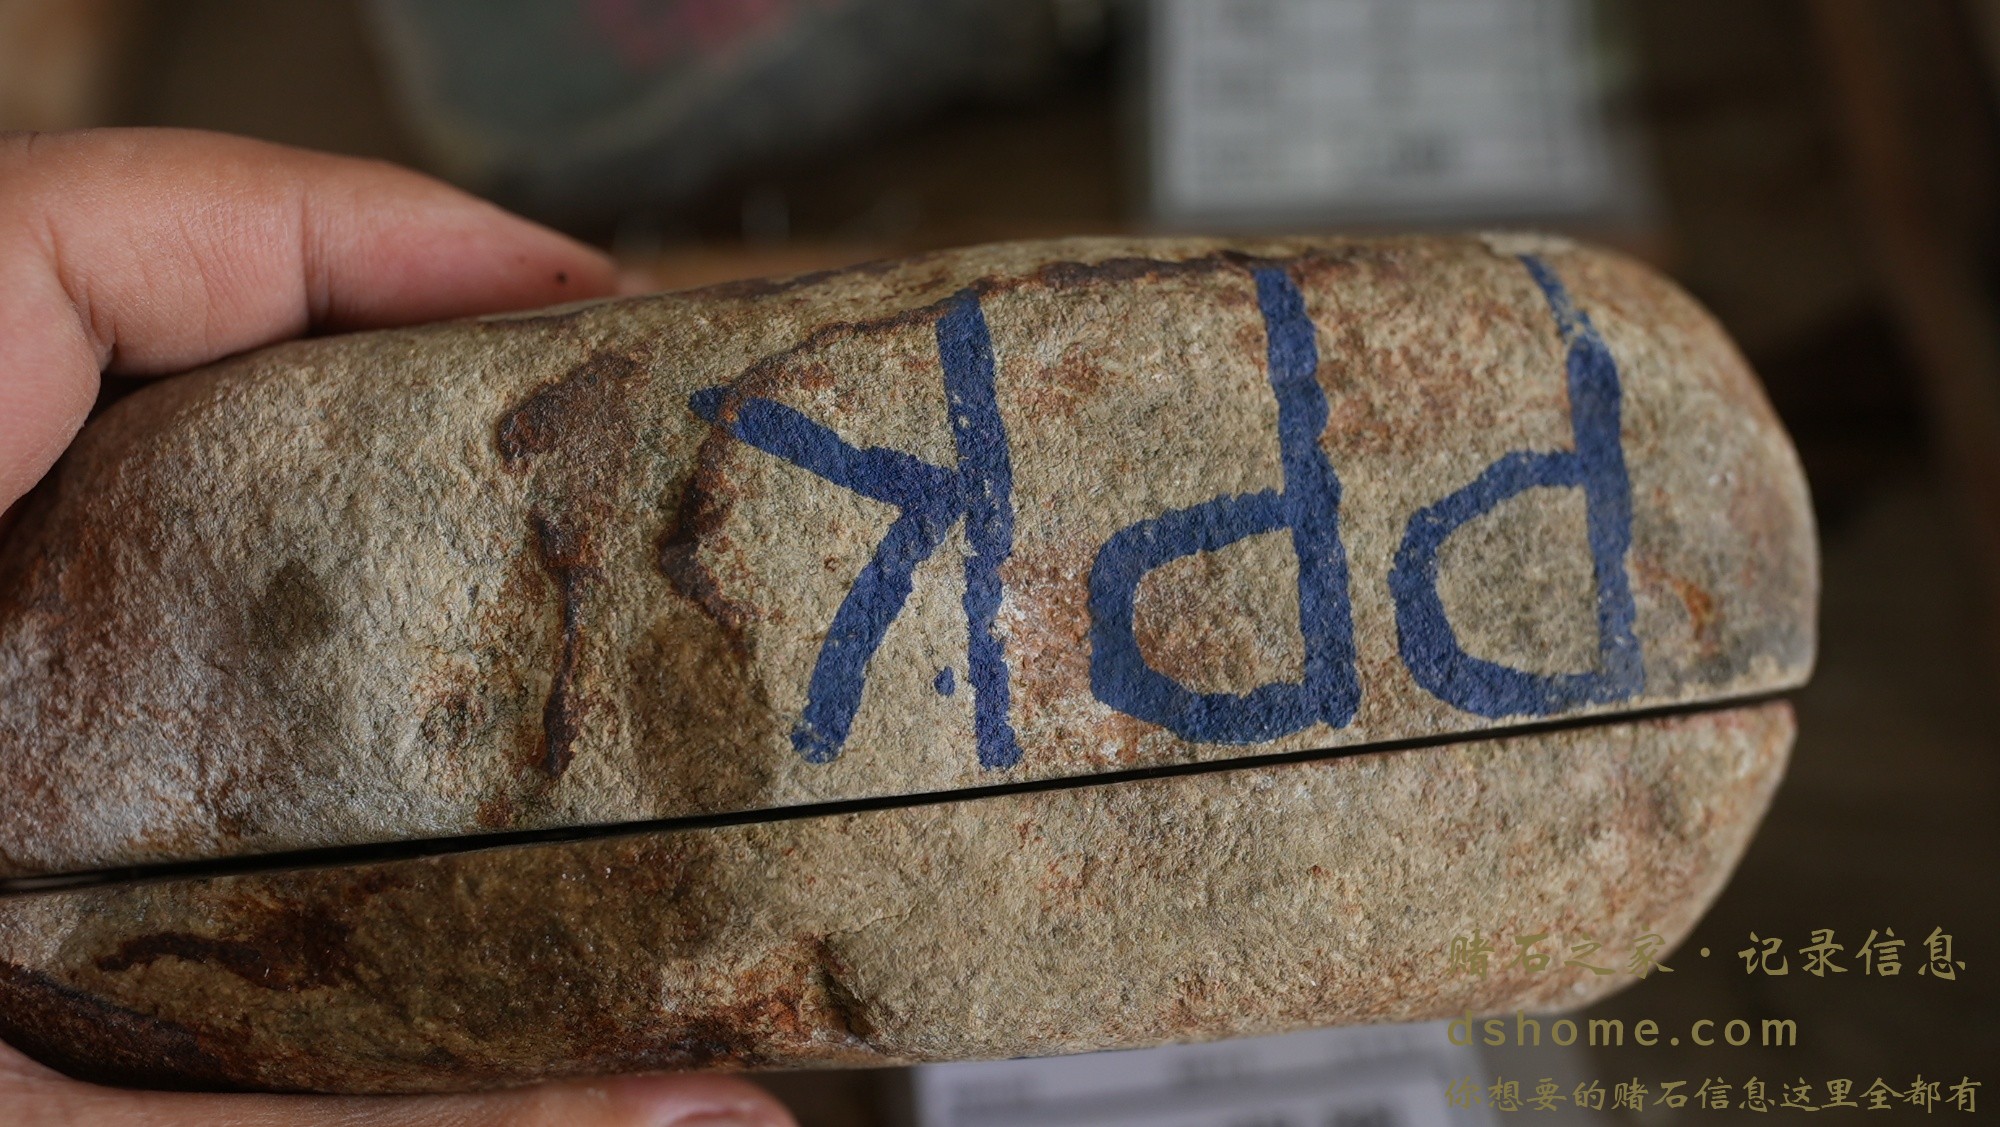 PPK
赌石之家·记录信息
dshome.com
你想要的赌石信息这里全都有